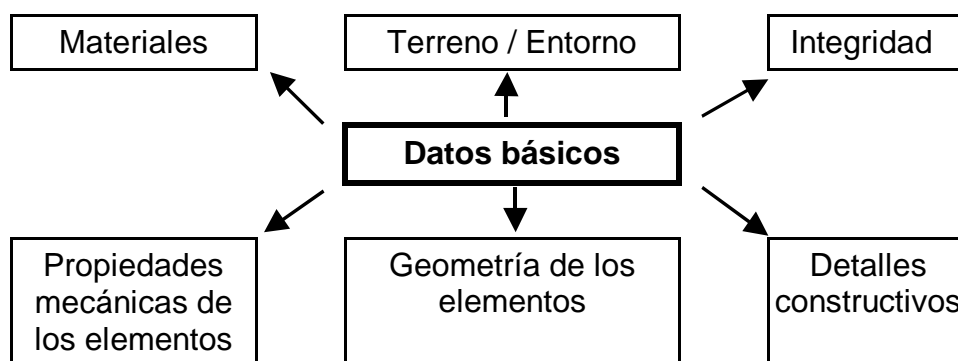 Materiales
Terreno / Entorno
Integridad
Datos básicos
Propiedades
mecánicas de
los elementos
Geometría de los
elementos
Detalles
constructivos